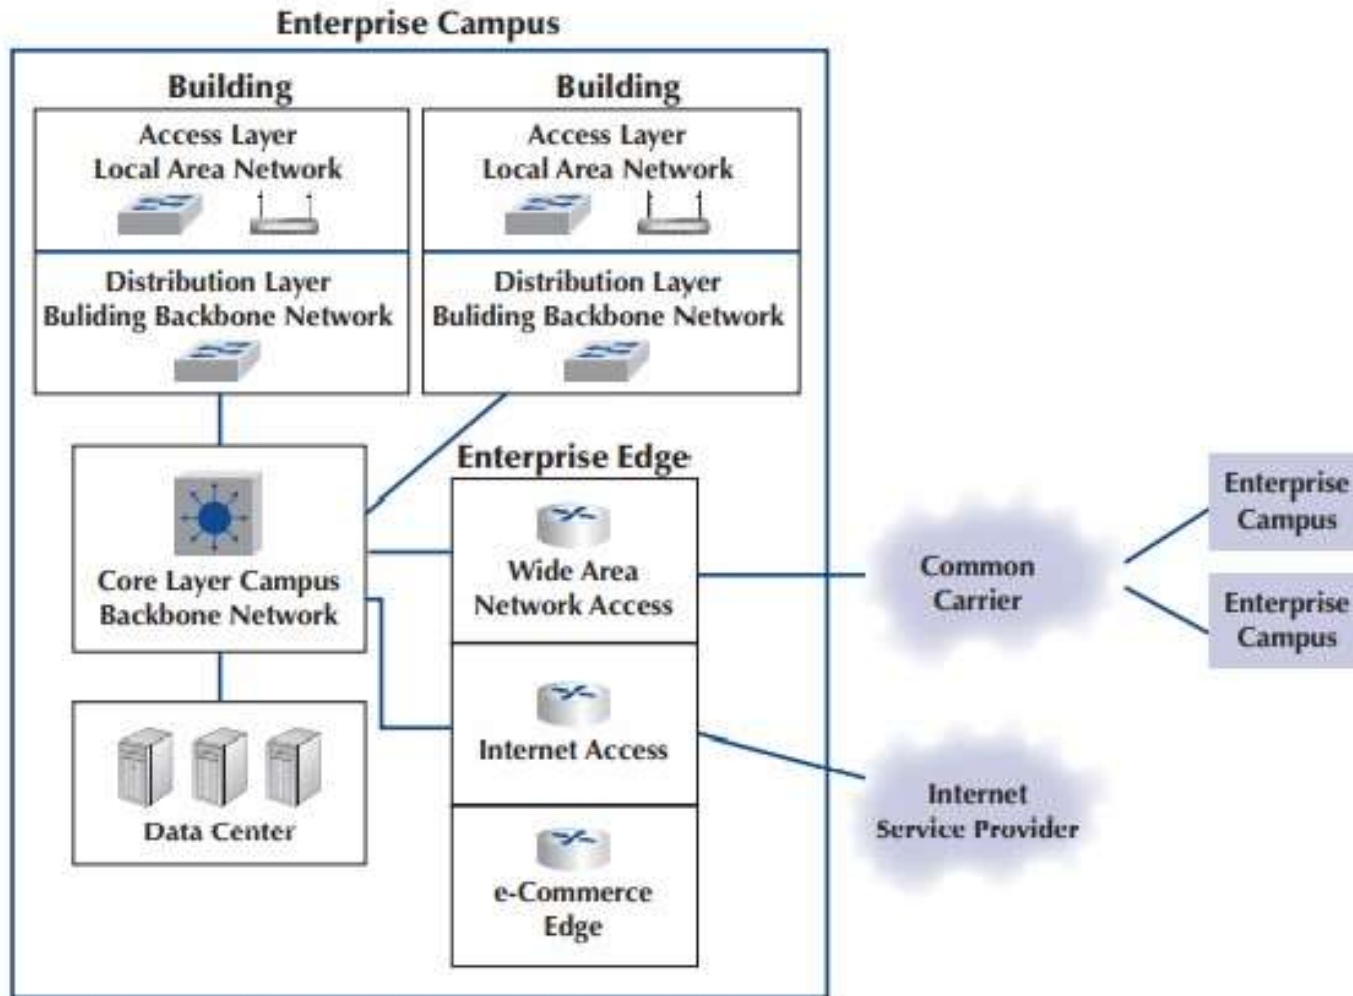 Enterprise Campus
Building
Access Layer
Local Area Network
Distribution Layer
Buliding Backbone Network
Building
Access Layer
Local Area Network
Distribution Layer
Buliding Backbone Network
Core Layer Campus
Backbone Network
Data Center
Enterprise Edge
Wide Area
Network Access
Internet Access
e-Commerce
Edge
Common
Carrier
Internet
Service Provider
Enterprise
Campus
Enterprise
Campus